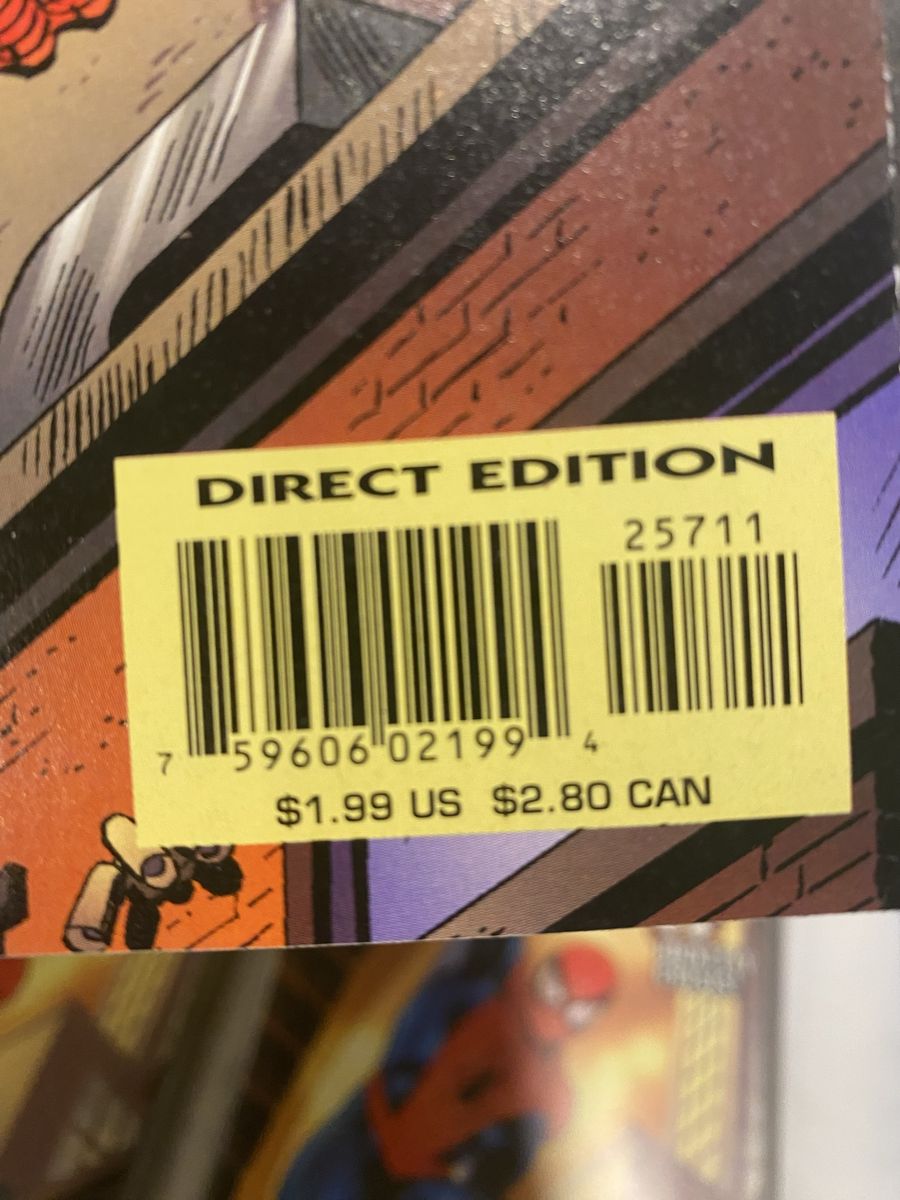 DIRECT EDITION
25711
7 59606 02199 4
$1.99 US $2.80 CAN